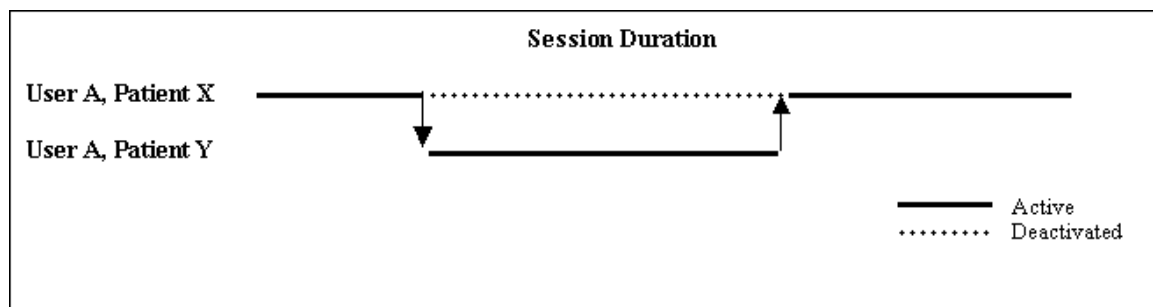 Session Duration
User A, Patient X
User A, Patient Y
Active
Deactivated